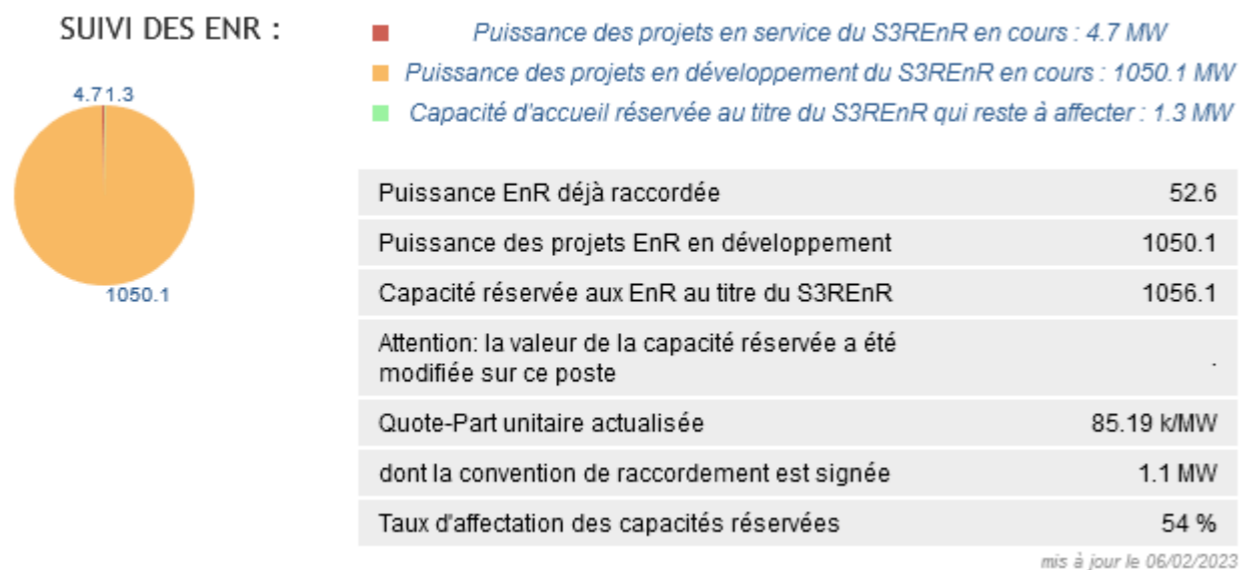 SUIVI DES ENR :
Puissance des projets en service du S3REnR en cours : 4.7 MW
Puissance des projets en développement du S3REnR en cours : 1050.1 MW
Capacité d'accueil réservée au titre du S3REnR qui reste à affecter : 1.3 MW
4.7 1.3
1050.1
Puissance EnR déjà raccordée 52.6
Puissance des projets EnR en développement 1050.1
Capacité réservée aux EnR au titre du S3REnR 1056.1
Attention: la valeur de la capacité réservée a été
modifiée sur ce poste .
Quote-Part unitaire actualisée 85.19 k/MW
dont la convention de raccordement est signée 1.1 MW
Taux d'affectation des capacités réservées 54 %
mis à jour le 06/02/2023